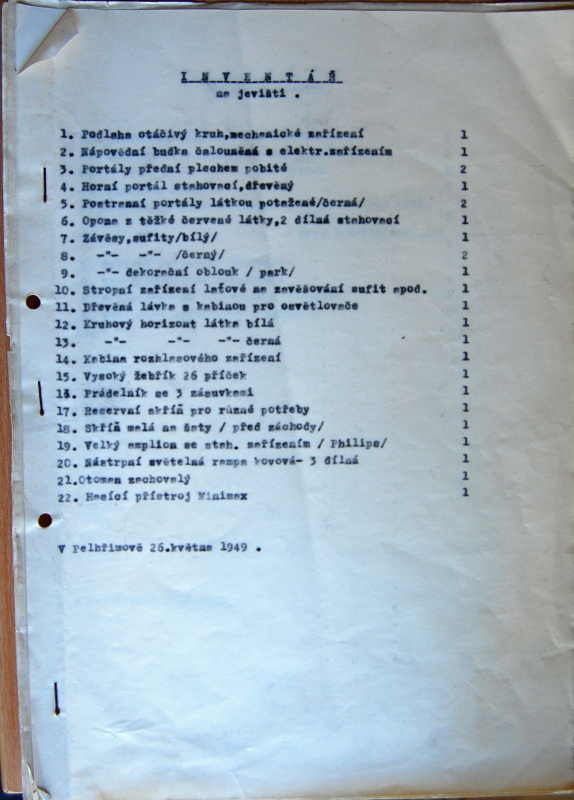 I N V E N T Á Ř
na jevišti .
1. Podlaha otáčivý kruh,mechanické zařízení 1
2. Nápovědní budka čalouněná s elektr.zařízením 1
3. Portály přední plechem pobité 2
4. Horní portál stahovací,dřevěný 1
5. Postranní portály látkou potažené/černá/ 2
6. Opona z těžké červené látky,2 dílná stahovací 1
7. Závěsy,sufity/bílý/ 1
8. -"- -"- /černý/ 2
9. -"- dekorační oblouk / park/ 1
10. Stropní zařízení laťové na zavěšování sufit apod. 1
11. Dřevěná lávka s kabinou pro osvětlovače 1
12. Kruhový horizont látka bílá 1
13. -"- -"- -"- černá 1
14. Kabina rozhlasového zařízení 1
15. Vysoký žebřík 26 příček 1
16. Prádelník se 3 zásuvkami 1
17. Reservní skříň pro různé potřeby 1
18. Skříň malá na šaty / před záchody/ 1
19. Velký amplion se stah. zařízením / Philips/ 1
20. Nástrpní světelná rampa kovová- 3 dílná 1
21.Otoman zachovalý 1
22. Hasící přístroj Minimax 1
V Pelhřimově 26.května 1949 .